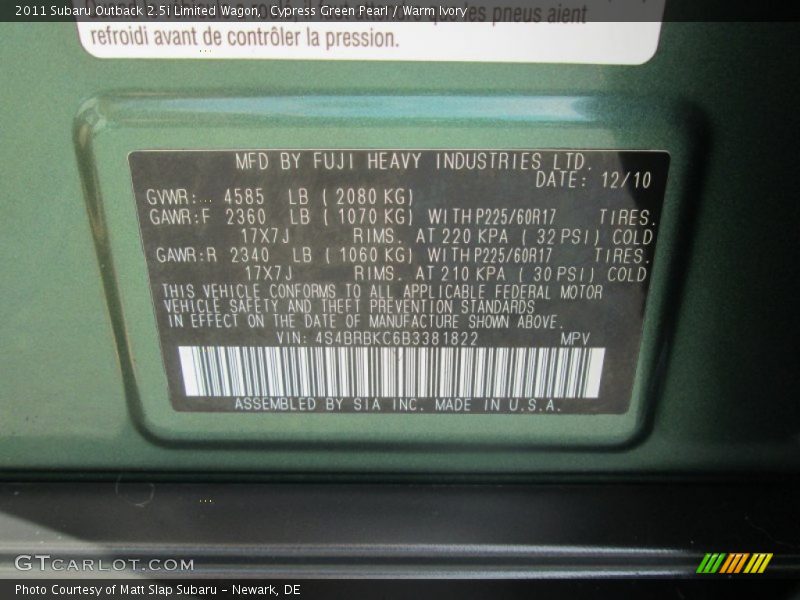 2011 Subaru Outback 2.5i Limited Wagon, Cypress Green Pearl / Warm Ivory
pneus aient
refroidi avant de contrôler la pression.
MFD BY FUJI HEAVY INDUSTRIES LTD.
DATE: 12/10
GVWR: 4585 LB (2080 KG)
GAWR:F 2360 LB (1070 KG) WITH P225/60R17 TIRES.
17X7J RIMS. AT 220 KPA (32 PSI) COLD
GAWR:R 2340 LB (1060 KG) WITH P225/60R17 TIRES.
17X7J RIMS. AT 210 KPA (30 PSI) COLD
THIS VEHICLE CONFORMS TO ALL APPLICABLE FEDERAL MOTOR
VEHICLE SAFETY AND THEFT PREVENTION STANDARDS
IN EFFECT ON THE DATE OF MANUFACTURE SHOWN ABOVE.
VIN: 4S4BRBKC6B3381822 MPV
ASSEMBLED BY SIA INC. MADE IN U.S.A.
GTCARLOT.COM
Photo Courtesy of Matt Slap Subaru - Newark, DE